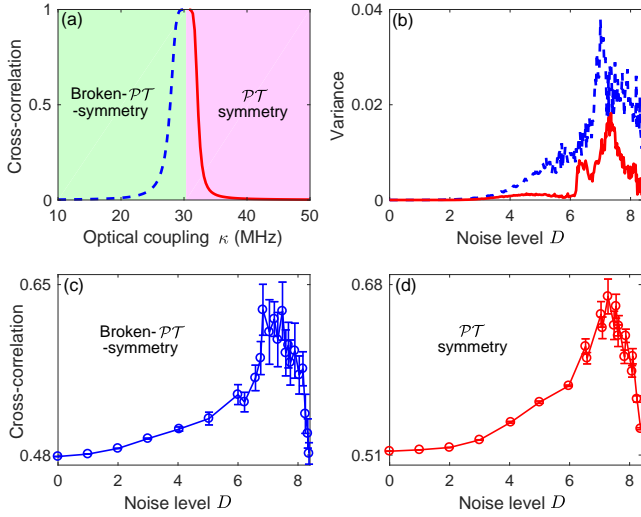 (a)
Broken-𝒫𝒯
-symmetry
𝒫𝒯
symmetry
Cross-correlation
0
0.5
1
10
20
30
40
50
Optical coupling κ (MHz)
(b)
Variance
0
0.02
0.04
0
2
4
6
8
Noise level D
(c)
Broken-𝒫𝒯
-symmetry
Cross-correlation
0.65
0.48
0
2
4
6
8
Noise level D
(d)
𝒫𝒯
symmetry
0.68
0.51
0
2
4
6
8
Noise level D